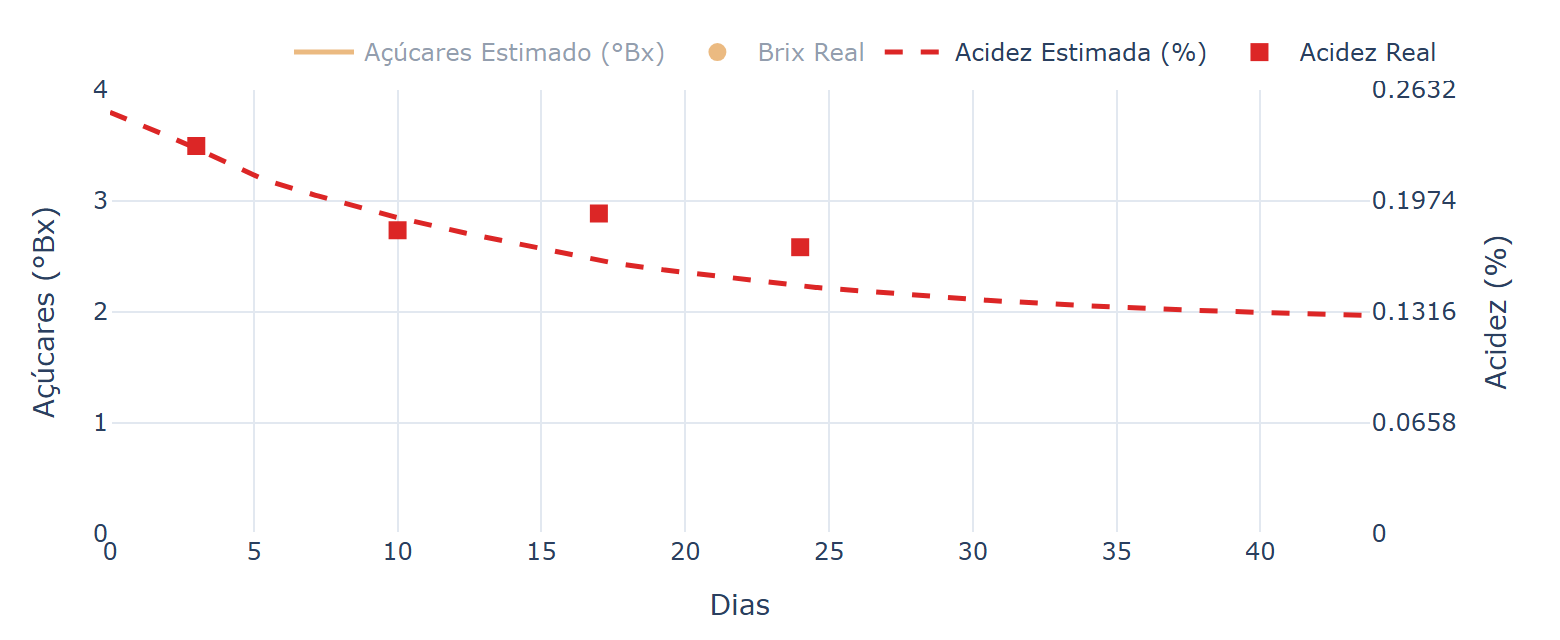 Açúcares Estimado (°Bx) Brix Real Acidez Estimada (%) Acidez Real
4 0.2632
3 0.1974
2 0.1316
1 0.0658
0 0
Açúcares (°Bx)
Acidez (%)
0 5 10 15 20 25 30 35 40
Dias